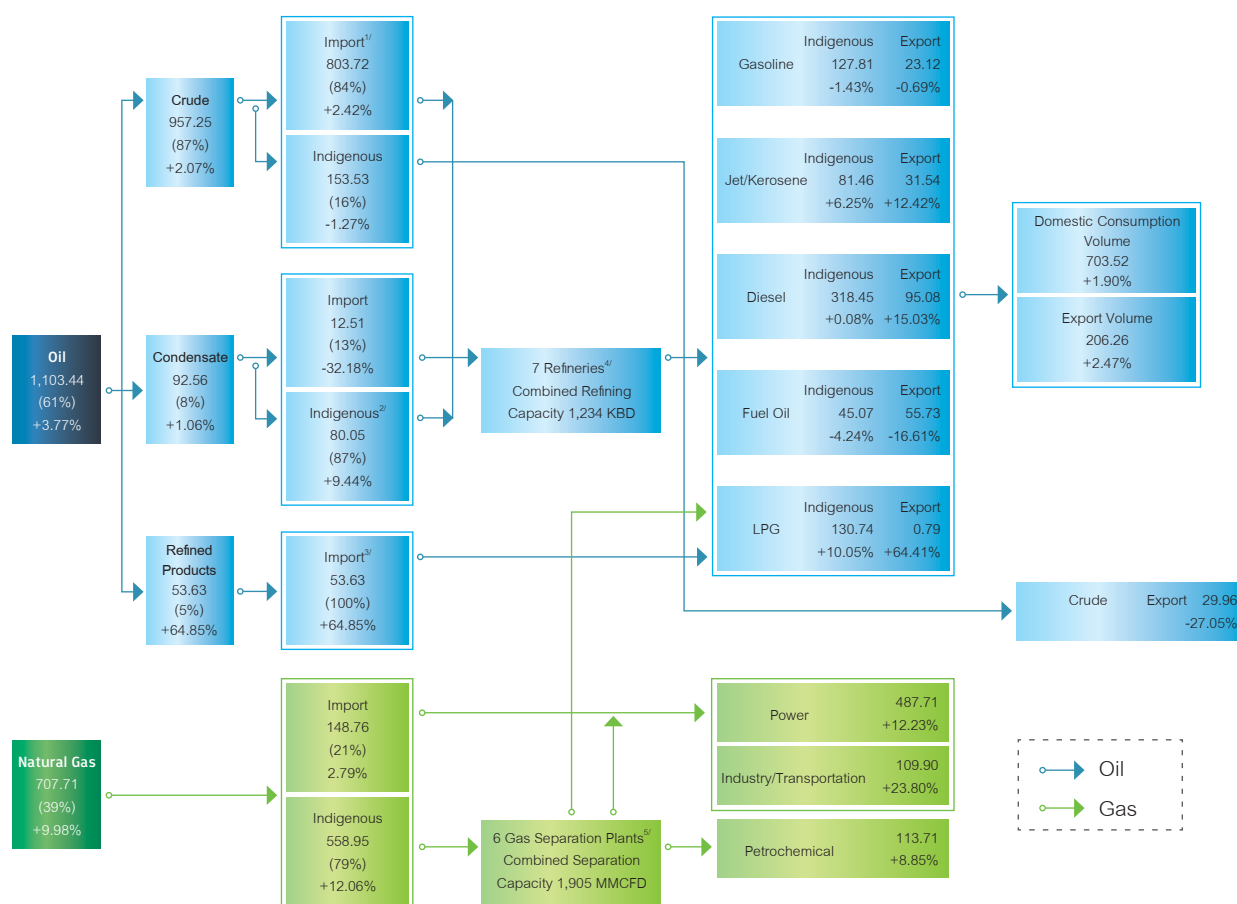 Oil
1,103.44
(61%)
+3.77%
Crude
957.25
(87%)
+2.07%
Condensate
92.56
(8%)
+1.06%
Refined
Products
53.63
(5%)
+64.85%
Import1/
803.72
(84%)
+2.42%
Indigenous
153.53
(16%)
-1.27%
Import
12.51
(13%)
-32.18%
Indigenous2/
80.05
(87%)
+9.44%
Import3/
53.63
(100%)
+64.85%
7 Refineries4/
Combined Refining
Capacity 1,234 KBD
Indigenous Export
Gasoline 127.81 23.12
-1.43% -0.69%
Indigenous Export
Jet/Kerosene 81.46 31.54
+6.25% +12.42%
Indigenous Export
Diesel 318.45 95.08
+0.08% +15.03%
Indigenous Export
Fuel Oil 45.07 55.73
-4.24% -16.61%
Indigenous Export
LPG 130.74 0.79
+10.05% +64.41%
Domestic Consumption
Volume
703.52
+1.90%
Export Volume
206.26
+2.47%
Crude Export 29.96
-27.05%
Natural Gas
707.71
(39%)
+9.98%
Import
148.76
(21%)
2.79%
Indigenous
558.95
(79%)
+12.06%
6 Gas Separation Plants5/
Combined Separation
Capacity 1,905 MMCFD
Power 487.71
+12.23%
Industry/Transportation 109.90
+23.80%
Petrochemical 113.71
+8.85%
Oil
Gas